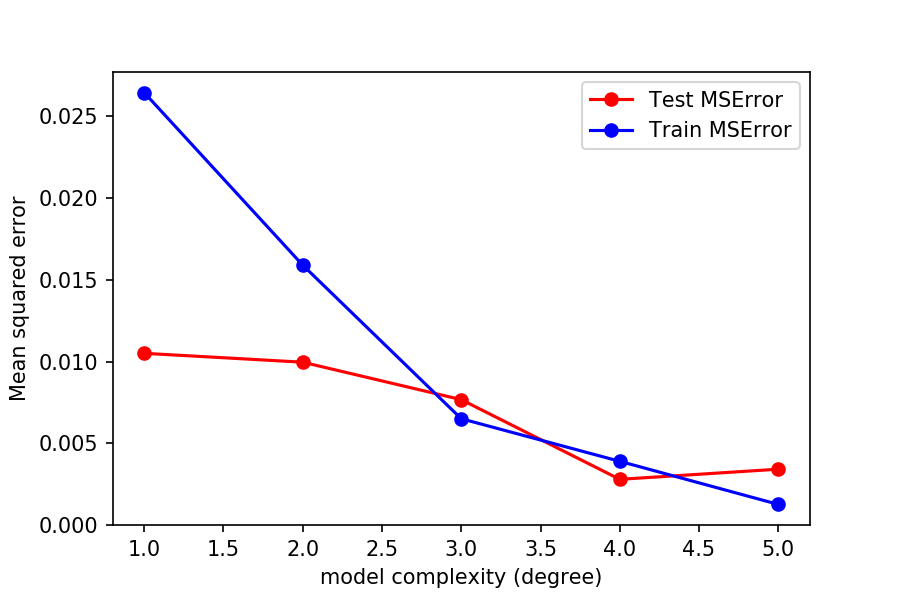 Test MSError
Train MSError
0.025
0.020
0.015
0.010
0.005
0.000
Mean squared error
1.0 1.5 2.0 2.5 3.0 3.5 4.0 4.5 5.0
model complexity (degree)